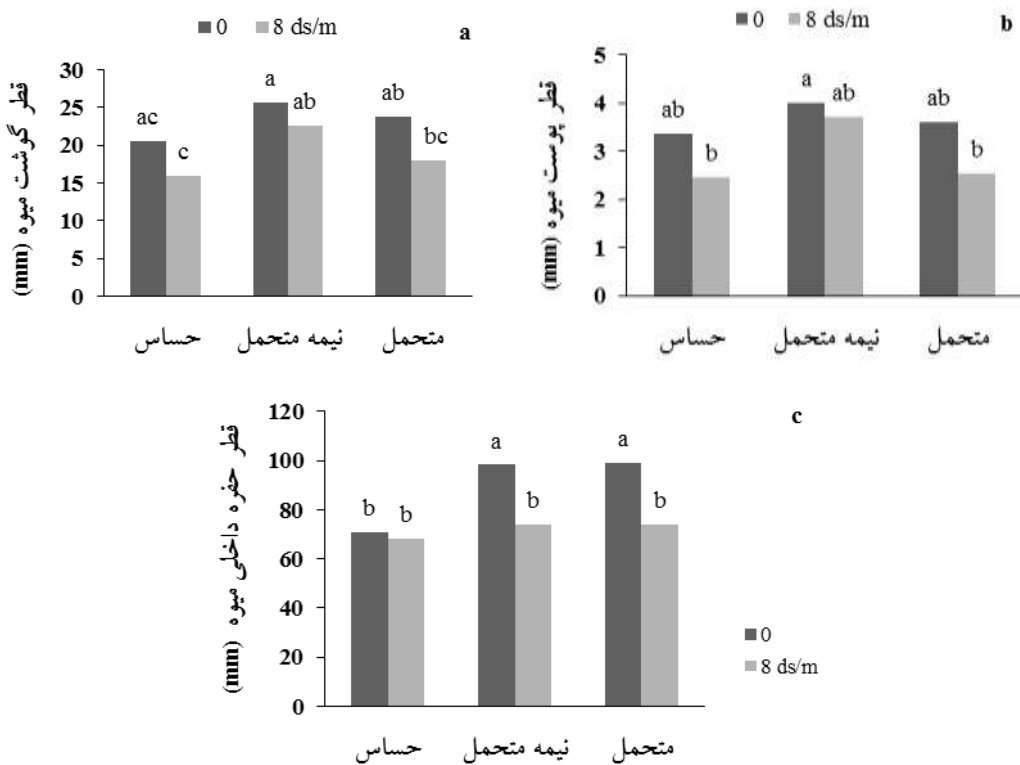 ■ 0 ■ 8 ds/m
a
قطر گوشت میوه (mm)
30
25
20
15
10
5
0
ac
c
a
ab
ab
bc
حساس
نیمه متحمل
متحمل
■ 0 ■ 8 ds/m
b
قطر پوست میوه (mm)
5
4
3
2
1
0
ab
b
a
ab
ab
b
حساس
نیمه متحمل
متحمل
c
قطر حفره داخلی میوه (mm)
120
100
80
60
40
20
0
b
b
a
b
a
b
حساس
نیمه متحمل
متحمل
■ 0
■ 8 ds/m